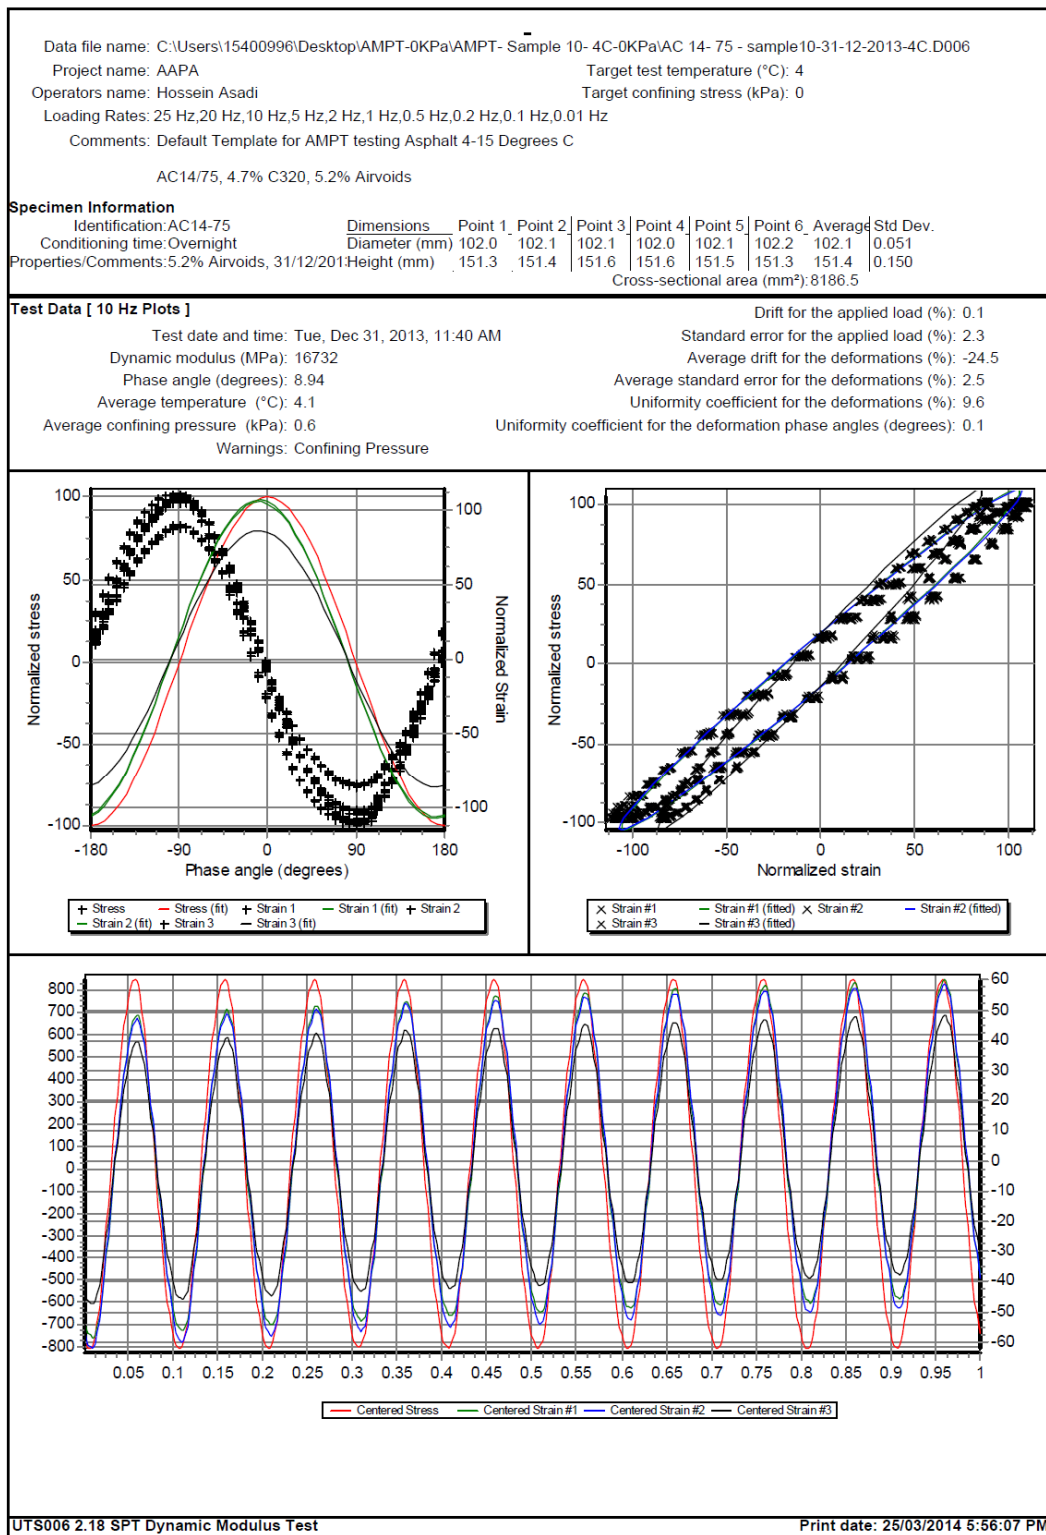 Data file name: C:\Users\15400996\Desktop\AMPT-0KPa\AMPT- Sample 10- 4C-0KPa\AC 14- 75 - sample10-31-12-2013-4C.D006
Project name: AAPA Target test temperature (°C): 4
Operators name: Hossein Asadi Target confining stress (kPa): 0
Loading Rates: 25 Hz,20 Hz,10 Hz,5 Hz,2 Hz,1 Hz,0.5 Hz,0.2 Hz,0.1 Hz,0.01 Hz
Comments: Default Template for AMPT testing Asphalt 4-15 Degrees C
AC14/75, 4.7% C320, 5.2% Airvoids
Specimen Information
Identification: AC14-75 Dimensions Point 1 Point 2 Point 3 Point 4 Point 5 Point 6 Average Std Dev.
Conditioning time: Overnight Diameter (mm) 102.0 102.1 102.1 102.0 102.1 102.2 102.1 0.051
Properties/Comments: 5.2% Airvoids, 31/12/201 Height (mm) 151.3 151.4 151.6 151.6 151.5 151.3 151.4 0.150
Cross-sectional area (mm²): 8186.5
Test Data [ 10 Hz Plots ] Drift for the applied load (%): 0.1
Test date and time: Tue, Dec 31, 2013, 11:40 AM Standard error for the applied load (%): 2.3
Dynamic modulus (MPa): 16732 Average drift for the deformations (%): -24.5
Phase angle (degrees): 8.94 Average standard error for the deformations (%): 2.5
Average temperature (°C): 4.1 Uniformity coefficient for the deformations (%): 9.6
Average confining pressure (kPa): 0.6 Uniformity coefficient for the deformation phase angles (degrees): 0.1
Warnings: Confining Pressure
Normalized stress
100
50
0
-50
-100
-180 -90 0 90 180
Phase angle (degrees)
100
50
0
-50
-100
Normalized Strain
Stress Stress (fit) Strain 1 Strain 1 (fit) Strain 2
Strain 2 (fit) Strain 3 Strain 3 (fit)
Normalized stress
100
50
0
-50
-100
-100 -50 0 50 100
Normalized strain
Strain #1 Strain #1 (fitted) Strain #2 Strain #2 (fitted)
Strain #3 Strain #3 (fitted)
800
700
600
500
400
300
200
100
0
-100
-200
-300
-400
-500
-600
-700
-800
60
50
40
30
20
10
0
-10
-20
-30
-40
-50
-60
0.05 0.1 0.15 0.2 0.25 0.3 0.35 0.4 0.45 0.5 0.55 0.6 0.65 0.7 0.75 0.8 0.85 0.9 0.95 1
Centered Stress Centered Strain #1 Centered Strain #2 Centered Strain #3
UTS006 2.18 SPT Dynamic Modulus Test Print date: 25/03/2014 5:56:07 PM